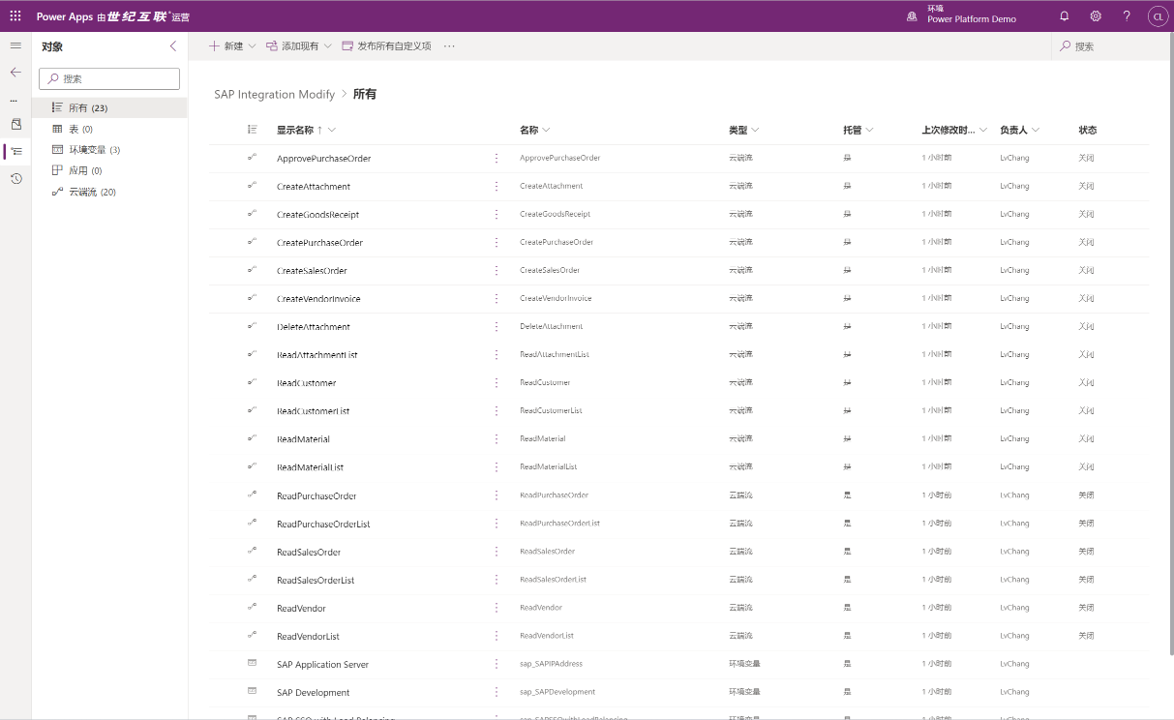 Power Apps 由世纪互联运营
环境
Power Platform Demo
CL
对象
新建 添加现有 发布所有自定义项 ···
搜索
搜索
所有 (23)
表 (0)
环境变量 (3)
应用 (0)
云端流 (20)
SAP Integration Modify > 所有
显示名称 ↑ 名称 类型 托管 上次修改时... 负责人 状态
ApprovePurchaseOrder ApprovePurchaseOrder 云端流 是 1 小时前 LvChang 关闭
CreateAttachment CreateAttachment 云端流 是 1 小时前 LvChang 关闭
CreateGoodsReceipt CreateGoodsReceipt 云端流 是 1 小时前 LvChang 关闭
CreatePurchaseOrder CreatePurchaseOrder 云端流 是 1 小时前 LvChang 关闭
CreateSalesOrder CreateSalesOrder 云端流 是 1 小时前 LvChang 关闭
CreateVendorInvoice CreateVendorInvoice 云端流 是 1 小时前 LvChang 关闭
DeleteAttachment DeleteAttachment 云端流 是 1 小时前 LvChang 关闭
ReadAttachmentList ReadAttachmentList 云端流 是 1 小时前 LvChang 关闭
ReadCustomer ReadCustomer 云端流 是 1 小时前 LvChang 关闭
ReadCustomerList ReadCustomerList 云端流 是 1 小时前 LvChang 关闭
ReadMaterial ReadMaterial 云端流 是 1 小时前 LvChang 关闭
ReadMaterialList ReadMaterialList 云端流 是 1 小时前 LvChang 关闭
ReadPurchaseOrder ReadPurchaseOrder 云端流 是 1 小时前 LvChang 关闭
ReadPurchaseOrderList ReadPurchaseOrderList 云端流 是 1 小时前 LvChang 关闭
ReadSalesOrder ReadSalesOrder 云端流 是 1 小时前 LvChang 关闭
ReadSalesOrderList ReadSalesOrderList 云端流 是 1 小时前 LvChang 关闭
ReadVendor ReadVendor 云端流 是 1 小时前 LvChang 关闭
ReadVendorList ReadVendorList 云端流 是 1 小时前 LvChang 关闭
SAP Application Server sap_SAPIPAddress 环境变量 是 1 小时前 LvChang
SAP Development sap_SAPDevelopment 环境变量 是 1 小时前 LvChang
SAP SSO with Load Balancing sap_SAPSSOwithLoadBalancing 环境变量 是 1 小时前 LvChang